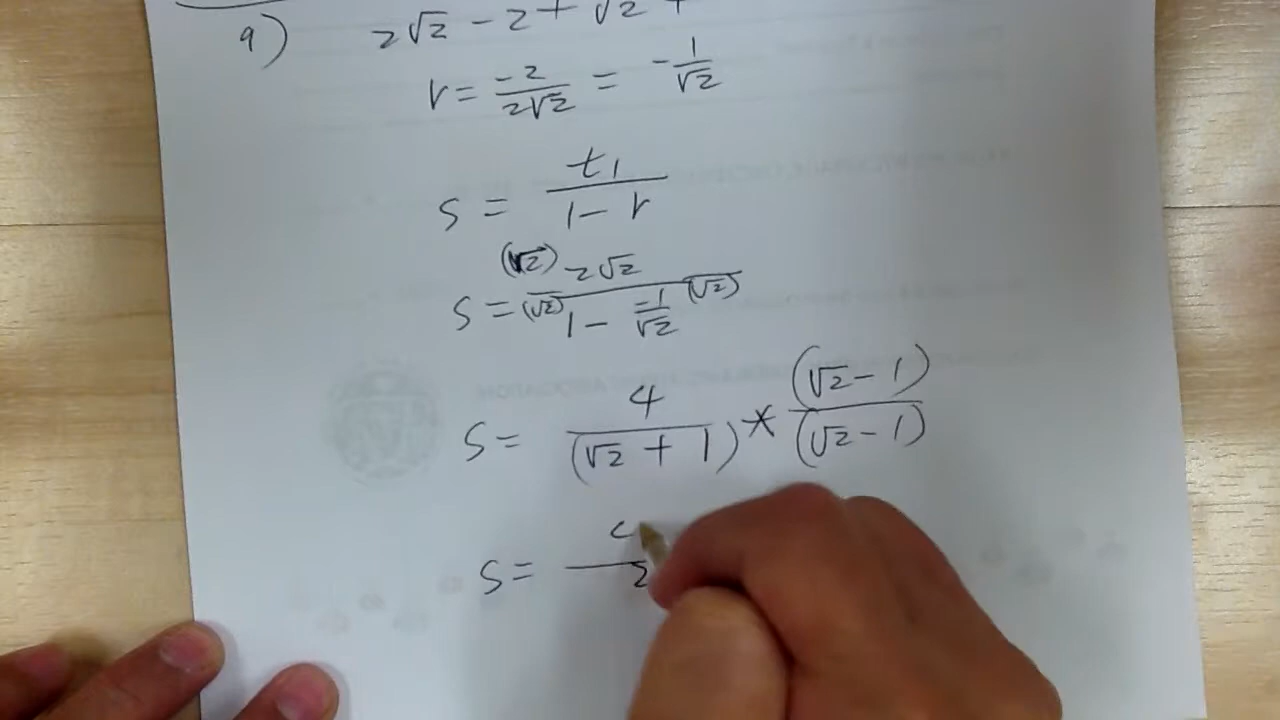 9) 2√2 - 2 + √2 +
r = -2/2√2 = -1/√2
s = t1/1 - r
s = (√2) 2√2/(√2) 1 - -1/√2 (√2)
s = 4/(√2 + 1) * (√2 - 1)/(√2 - 1)
s = /2